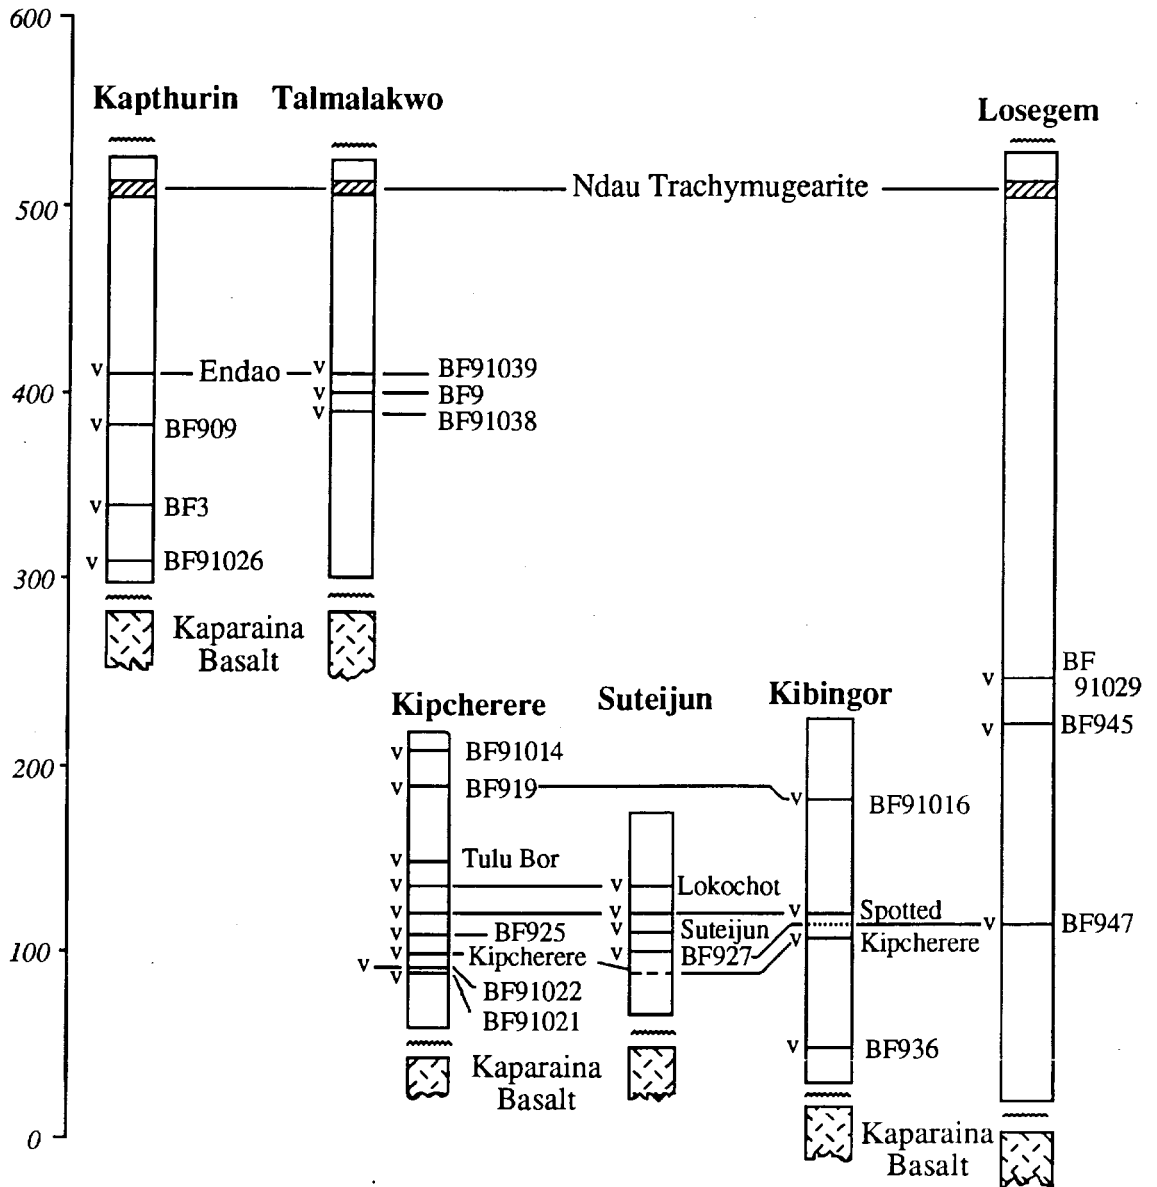 600
Kapthurin
Talmalakwo
Losegem
500
Ndau Trachymugearite
v
Endao
v
BF91039
400
v
BF9
v
BF91038
v
BF909
v
BF3
v
BF91026
300
Kaparaina
Basalt
v
BF
91029
v
BF945
Kipcherere
Suteijun
Kibingor
200
v
BF91014
v
BF919
v
BF91016
v
Tulu Bor
v
v
Lokochot
v
v
v
Spotted
v
BF925
v
Suteijun
v
BF947
100
v
Kipcherere
v
BF927
v
Kipcherere
v
BF91022
v
BF91021
v
BF936
Kaparaina
Basalt
Kaparaina
Basalt
0